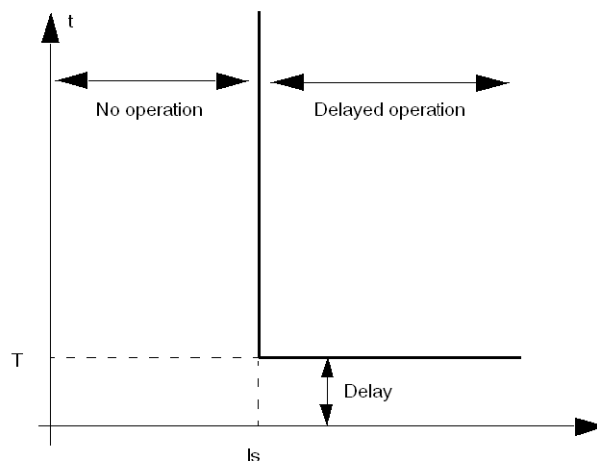 t
No operation
Delayed operation
T
Delay
Is